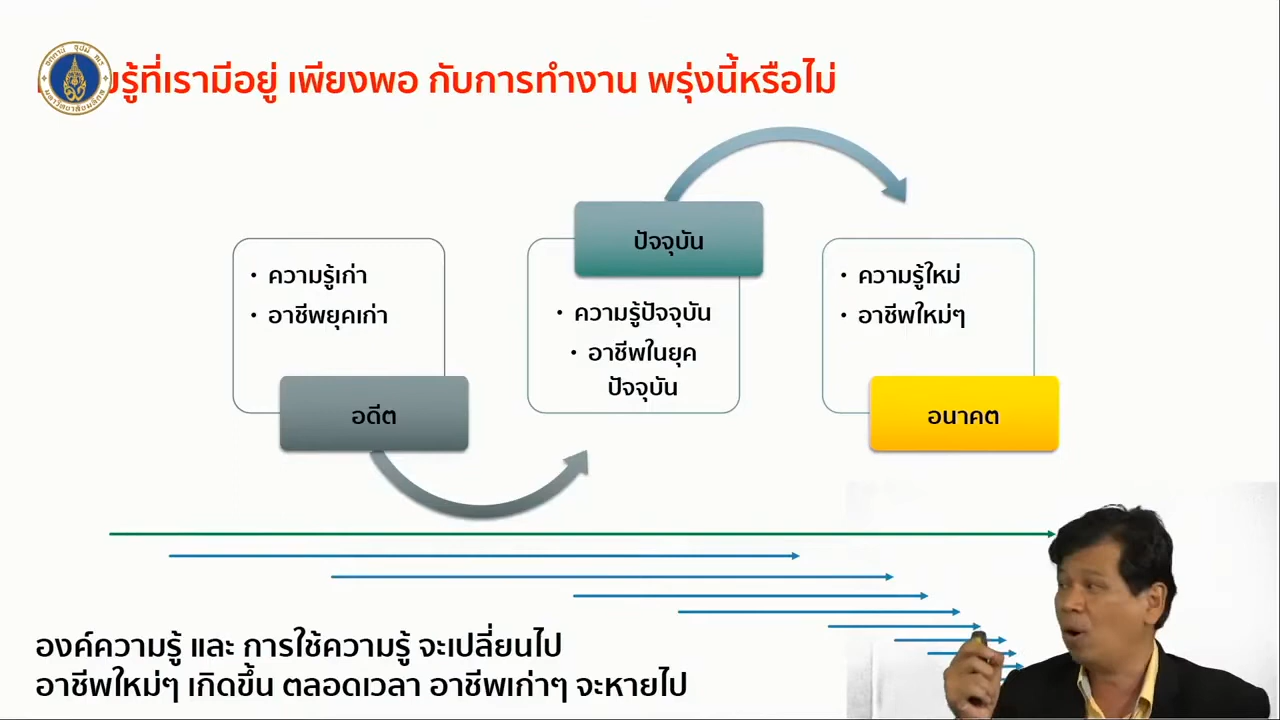 รู้ที่เรามีอยู่ เพียงพอ กับการทำงาน พรุ่งนี้หรือไม่
• ความรู้เก่า
• อาชีพยุคเก่า
อดีต
ปัจจุบัน
• ความรู้ปัจจุบัน
• อาชีพในยุค
ปัจจุบัน
• ความรู้ใหม่
• อาชีพใหม่ๆ
อนาคต
องค์ความรู้ และ การใช้ความรู้ จะเปลี่ยนไป
อาชีพใหม่ๆ เกิดขึ้น ตลอดเวลา อาชีพเก่าๆ จะหายไป